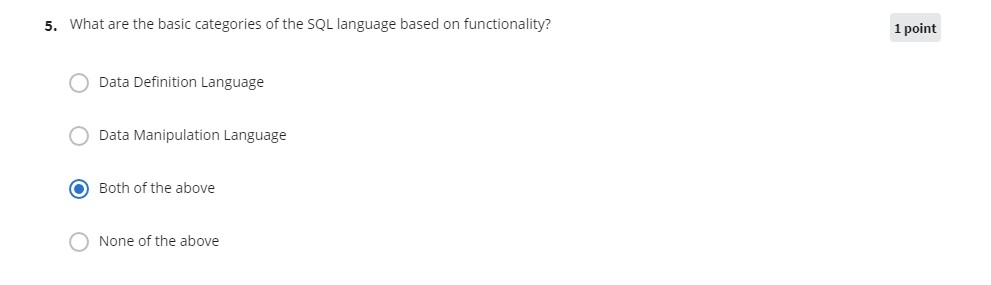 5. What are the basic categories of the SQL language based on functionality?
1 point
Data Definition Language
Data Manipulation Language
Both of the above
None of the above